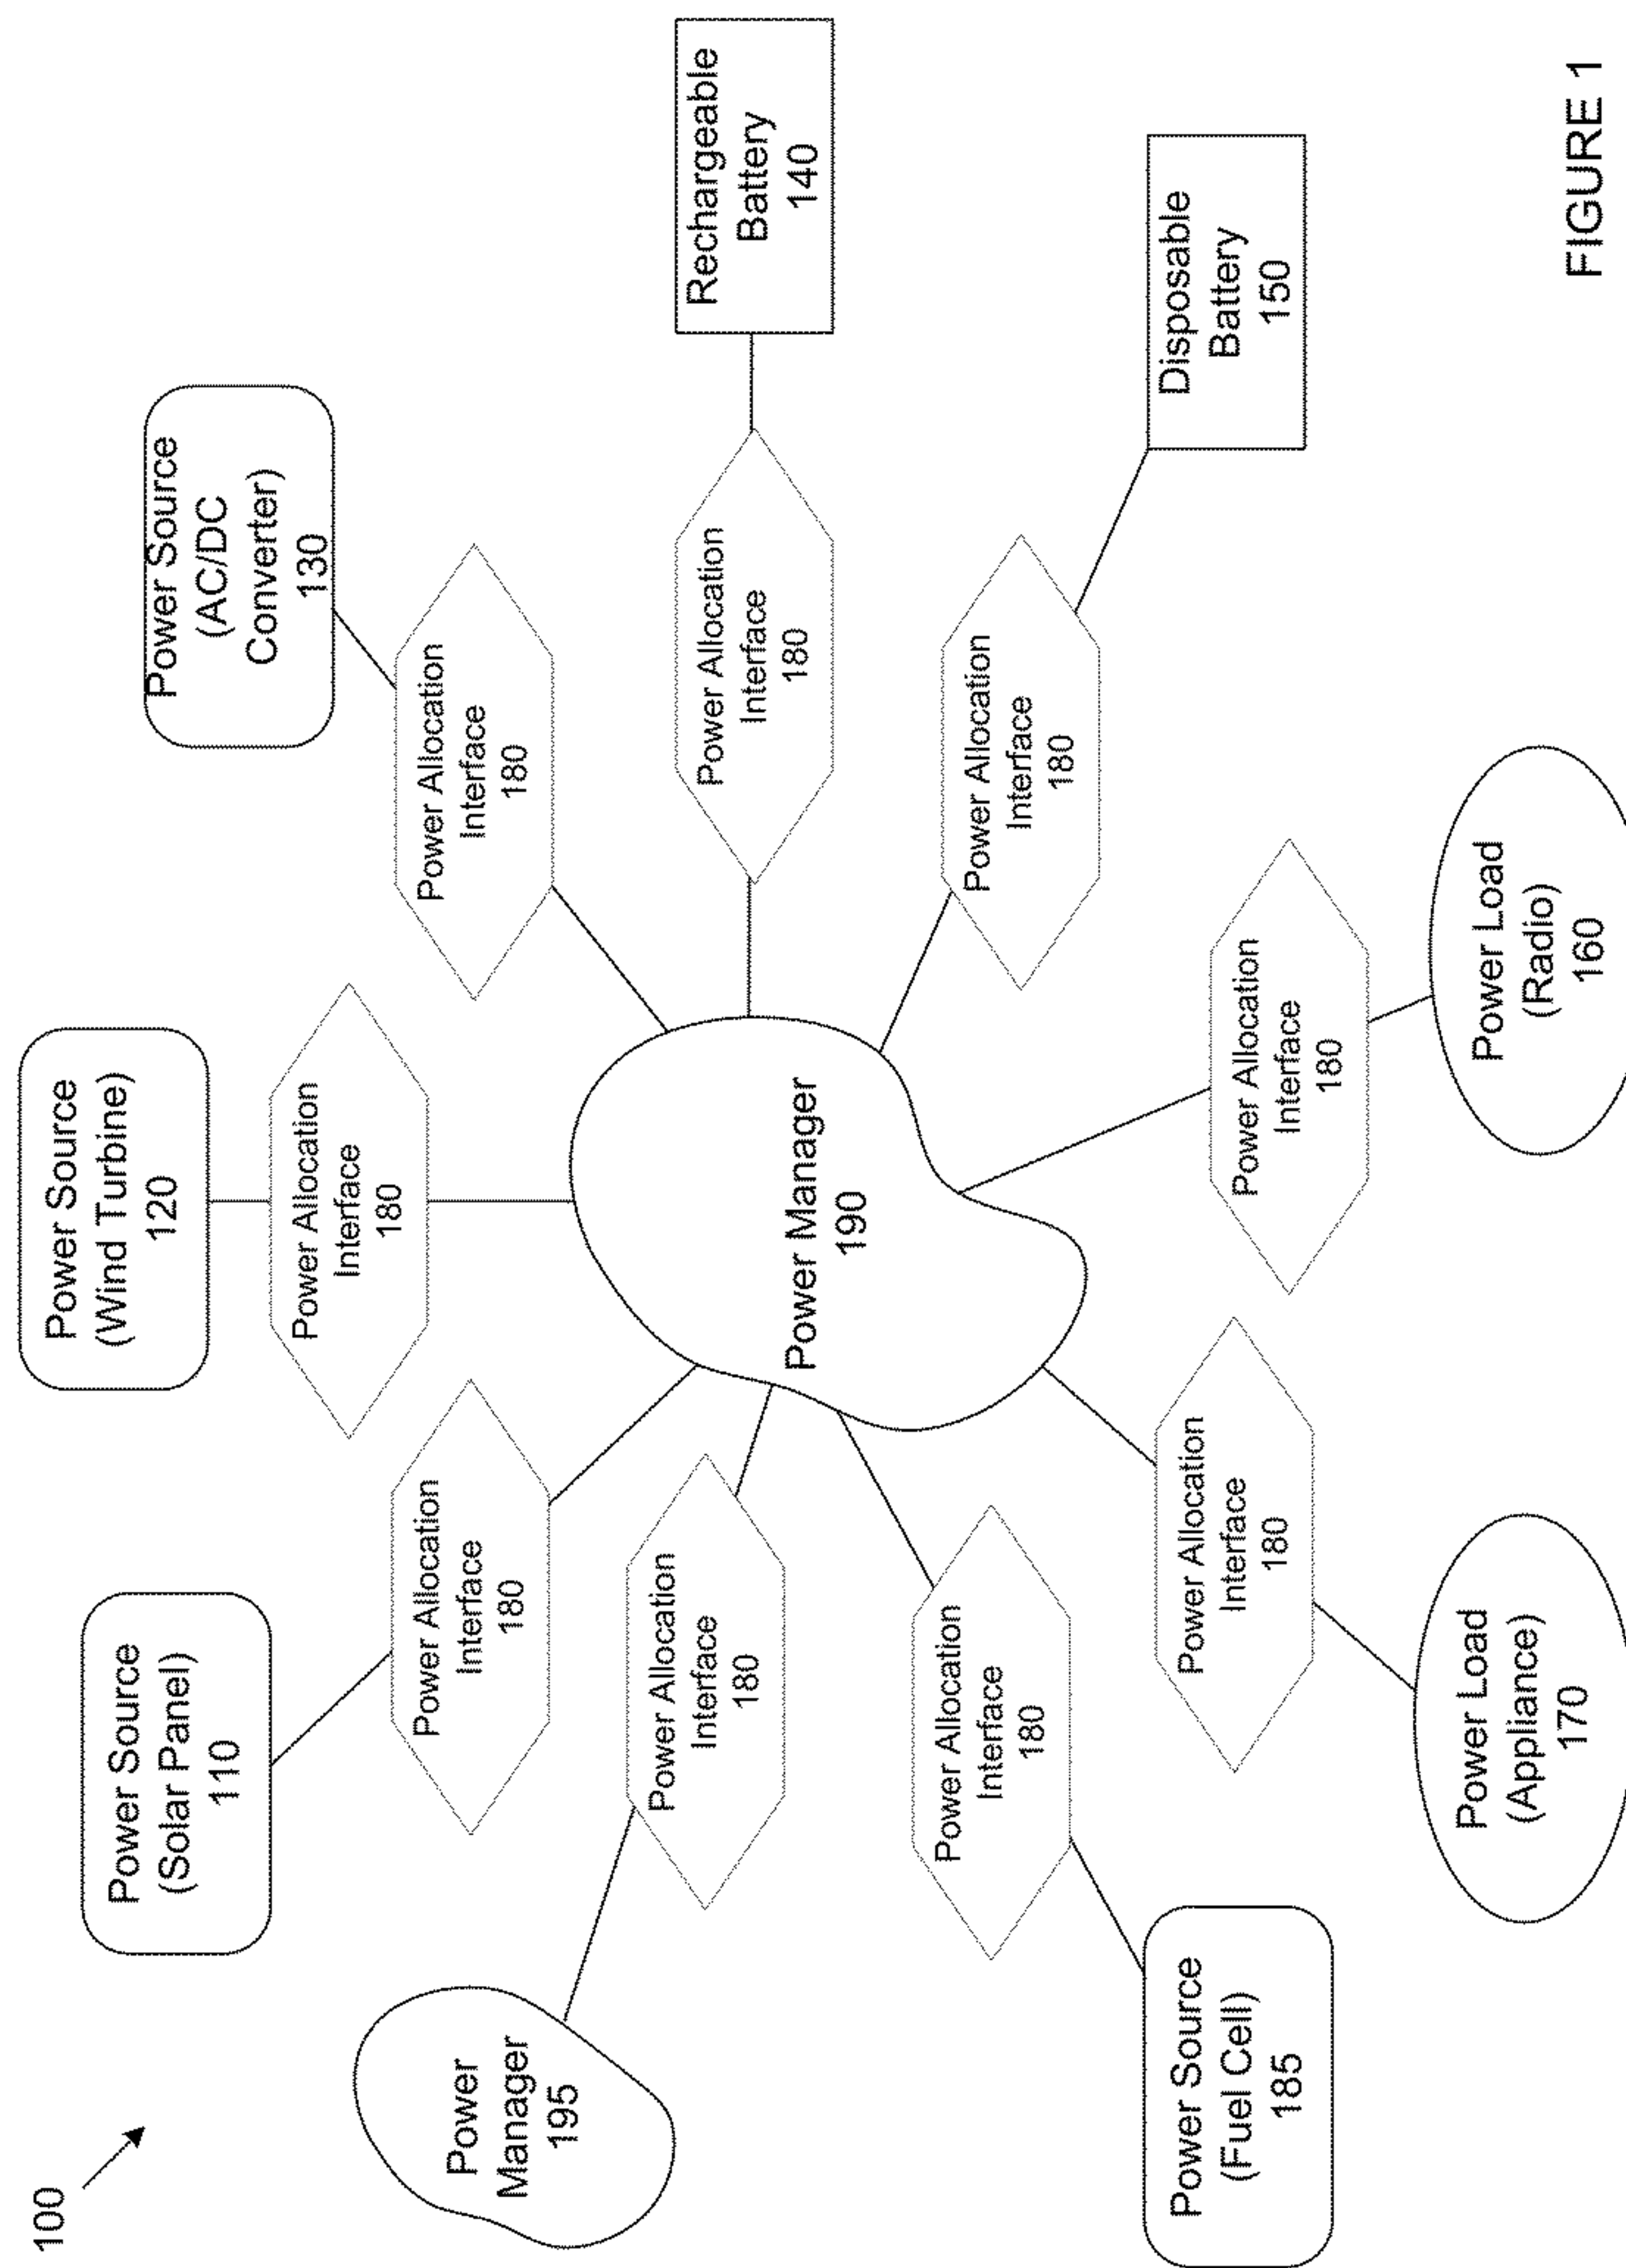 100
Power Source
(Solar Panel)
110
Power Source
(Wind Turbine)
120
Power Source
(AC/DC
Converter)
130
Power Allocation
Interface
180
Power Allocation
Interface
180
Power Allocation
Interface
180
Power
Manager
195
Power Allocation
Interface
180
Power Manager
190
Power Allocation
Interface
180
Rechargeable
Battery
140
Power Allocation
Interface
180
Power Allocation
Interface
180
Disposable
Battery
150
Power Source
(Fuel Cell)
185
Power Allocation
Interface
180
Power Allocation
Interface
180
Power Load
(Appliance)
170
Power Load
(Radio)
160
FIGURE 1